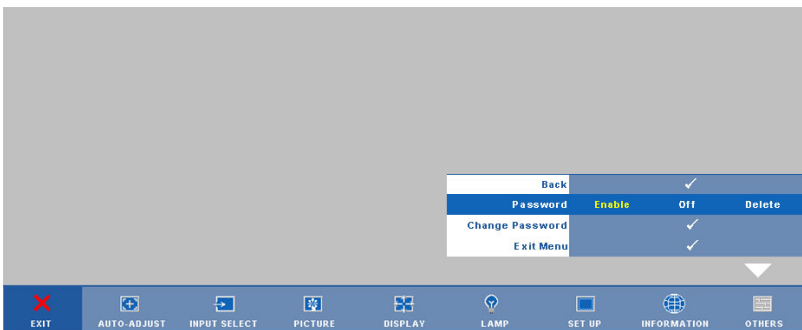 Back
Password Enable Off Delete
Change Password
Exit Menu
EXIT AUTO-ADJUST INPUT SELECT PICTURE DISPLAY LAMP SET UP INFORMATION OTHERS